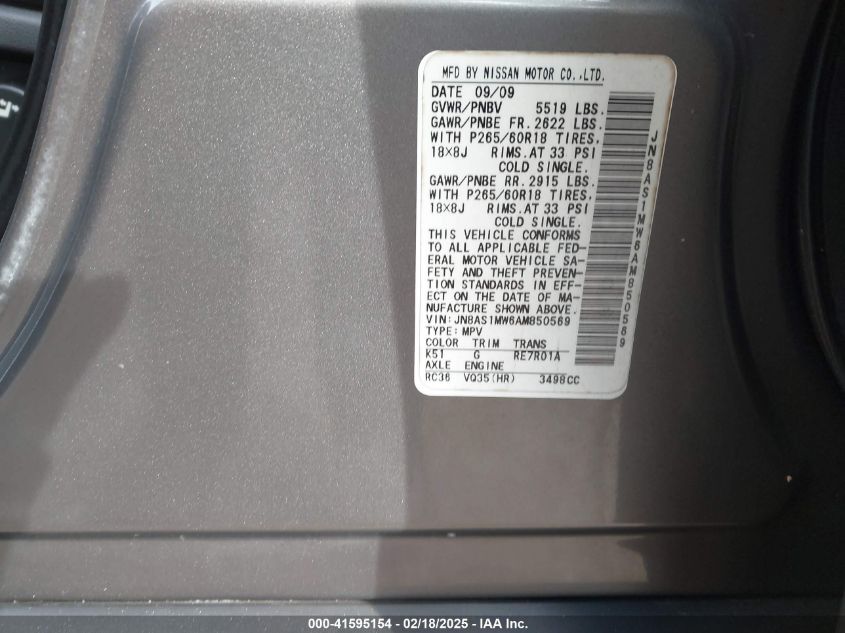 MFD BY NISSAN MOTOR CO.,LTD.
DATE 09/09
GVWR/PNBV 5519 LBS.
GAWR/PNBE FR.2622 LBS.
WITH P265/60R18 TIRES,
18X8J RIMS.AT 33 PSI
COLD SINGLE.
GAWR/PNBE RR.2915 LBS.
WITH P265/60R18 TIRES,
18X8J RIMS.AT 33 PSI
COLD SINGLE.
THIS VEHICLE CONFORMS
TO ALL APPLICABLE FED-
ERAL MOTOR VEHICLE SA-
FETY AND THEFT PREVEN-
TION STANDARDS IN EFF-
ECT ON THE DATE OF MA-
NUFACTURE SHOWN ABOVE.
VIN:JN8AS1MW6AM850569
TYPE:MPV
COLOR TRIM TRANS
K51 G RE7R01A
AXLE ENGINE
RC36 VQ35(HR) 3498CC
JN8AS1MW6AM850569
000-41595154 - 02/18/2025 - IAA Inc.